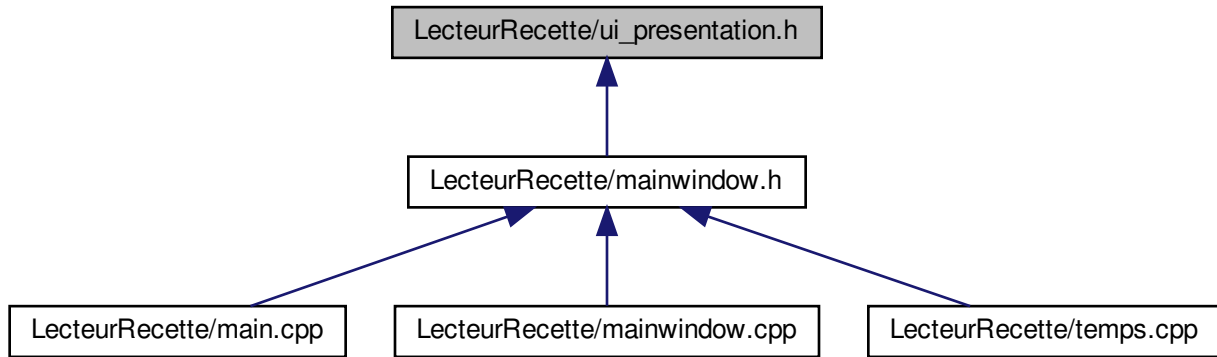 LecteurRecette/ui_presentation.h
LecteurRecette/mainwindow.h
LecteurRecette/main.cpp
LecteurRecette/mainwindow.cpp
LecteurRecette/temps.cpp